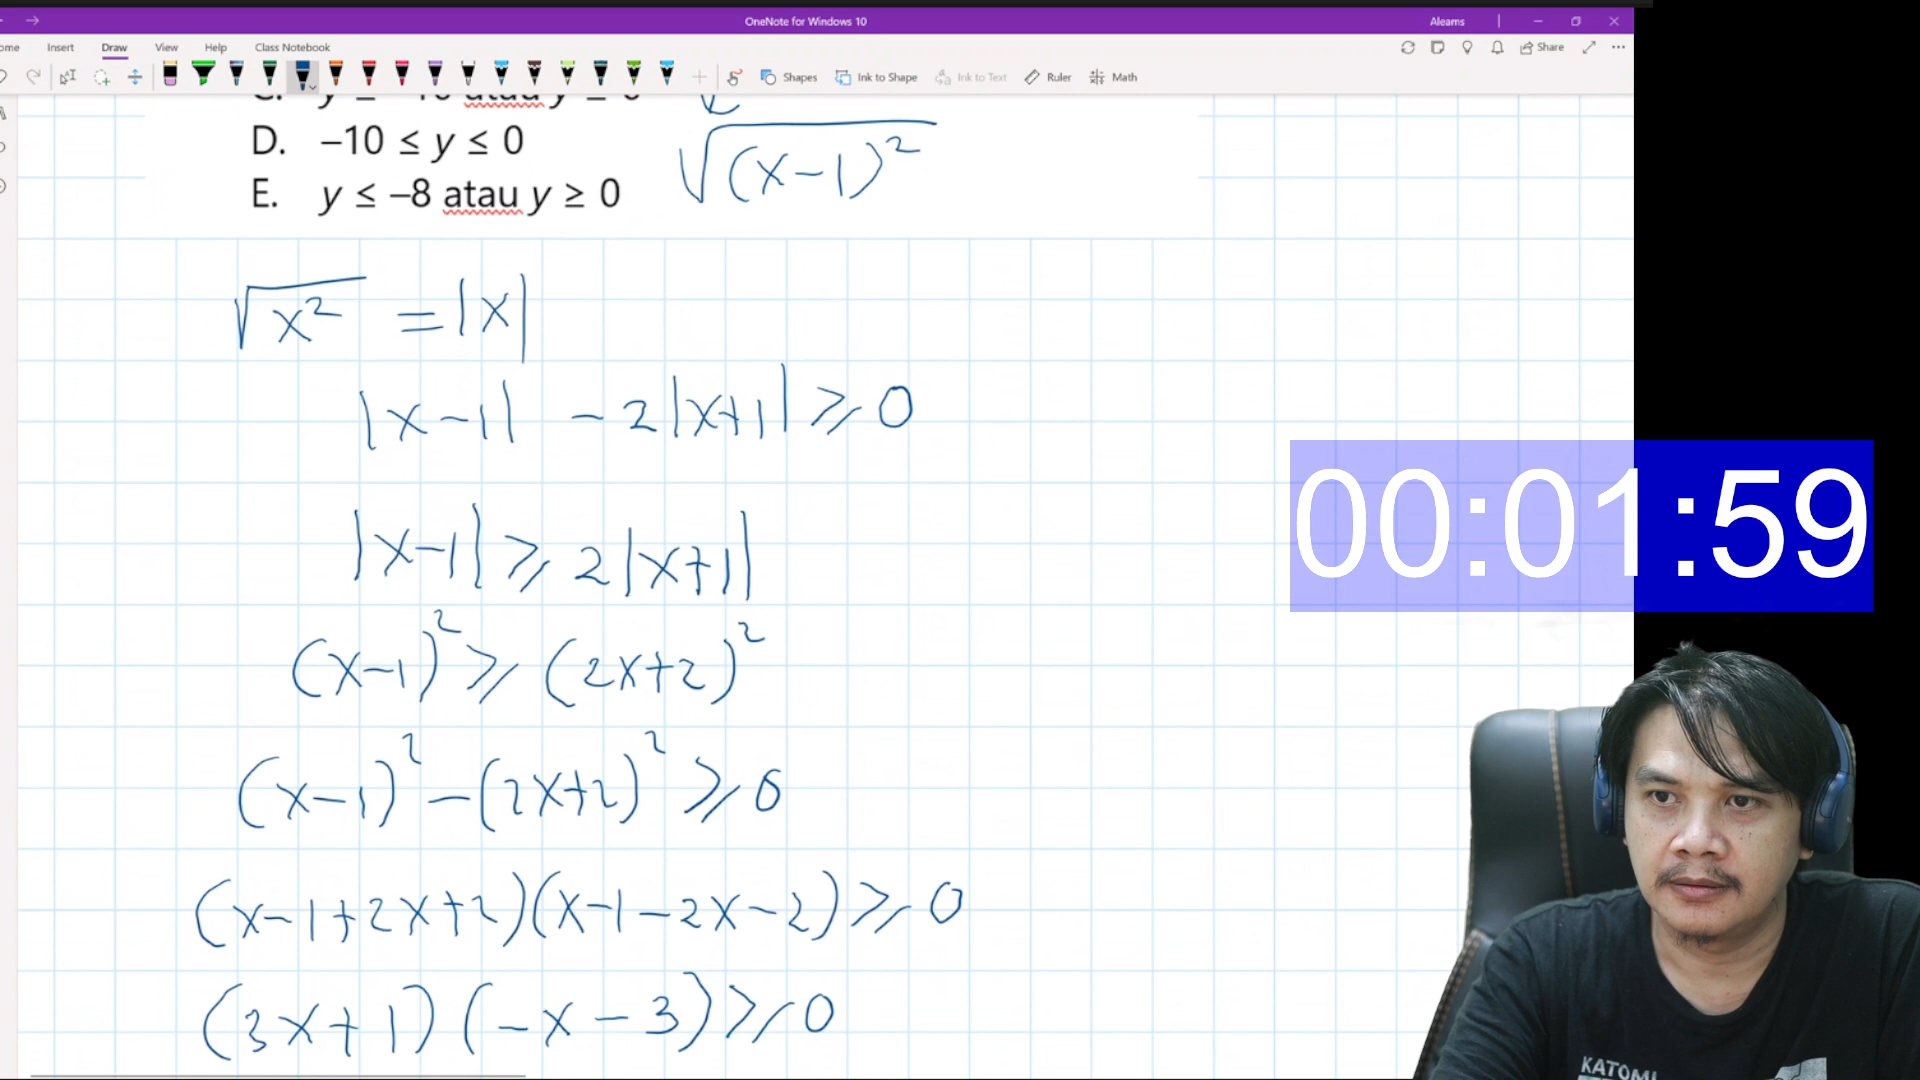 OneNote for Windows 10
Aleams
ome Insert Draw View Help Class Notebook
Share
Shapes Ink to Shape Ink to Text Ruler Math
D. –10 ≤ y ≤ 0
E. y ≤ –8 atau y ≥ 0
√(x-1)²
√x² = |x|
|x-1| - 2|x+1| ≥ 0
|x-1| ≥ 2|x+1|
(x-1)² ≥ (2x+2)²
(x-1)² - (2x+2)² ≥ 0
(x-1+2x+2)(x-1-2x-2) ≥ 0
(3x+1)(-x-3) ≥ 0
00:01:59
KATOMI